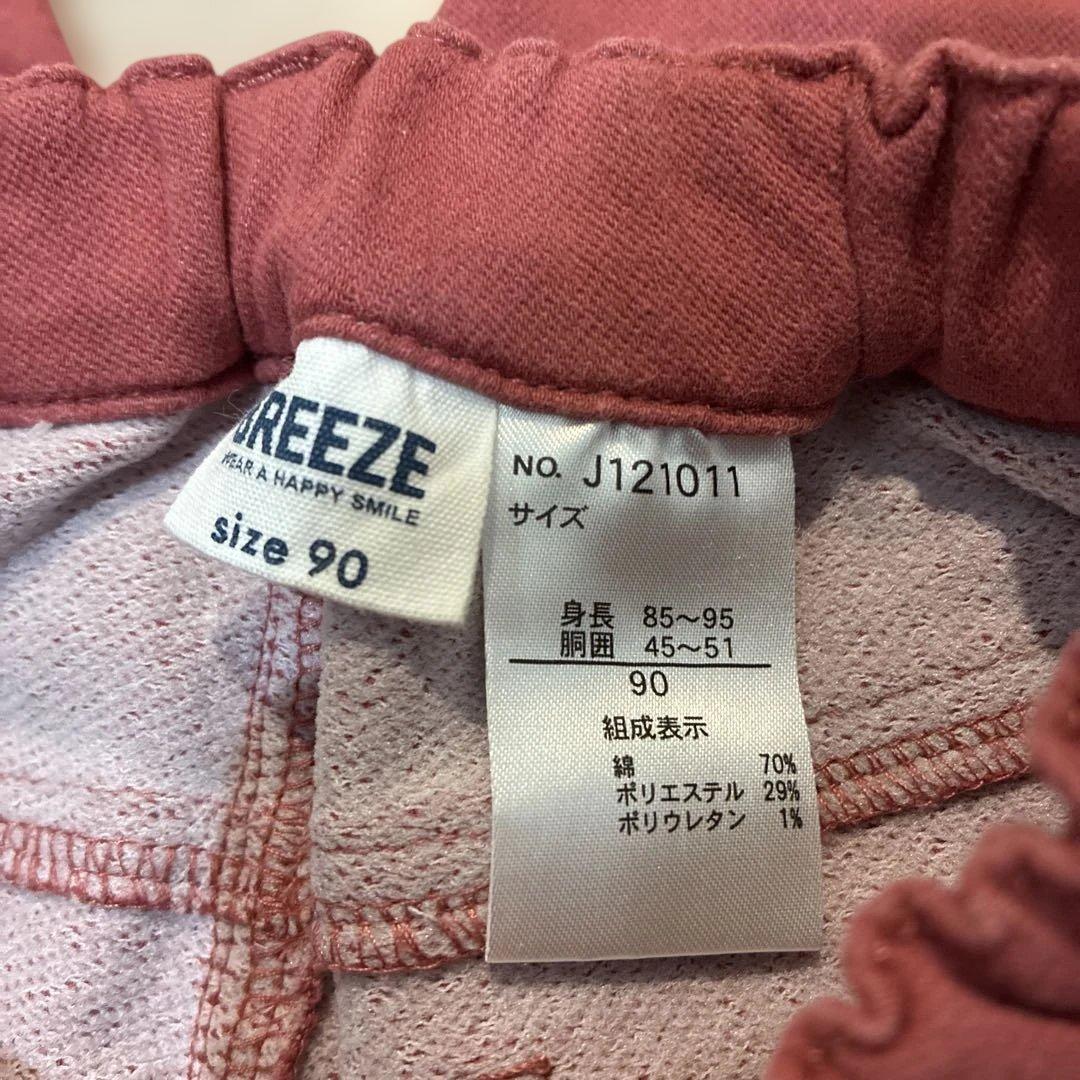 BREEZE
WEAR A HAPPY SMILE
size 90
NO. J121011
サイズ
身長 85～95
胴囲 45～51
90
組成表示
綿 70%
ポリエステル 29%
ポリウレタン 1%